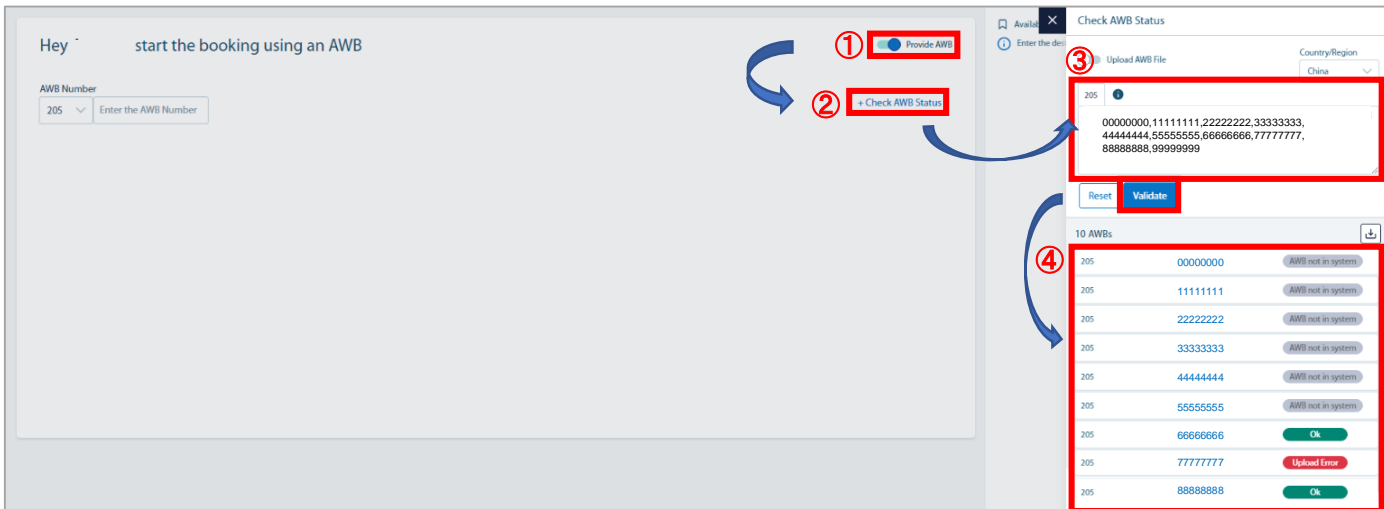 Hey
start the booking using an AWB
① Provide AWB
AWB Number
205 Enter the AWB Number
② + Check AWB Status
Enter the
Check AWB Status
③ Upload AWB File
Country/Region
China
205
00000000,11111111,22222222,33333333,
44444444,55555555,66666666,77777777,
88888888,99999999
Reset Validate
10 AWBs
④
205 00000000 AWB not in system
205 11111111 AWB not in system
205 22222222 AWB not in system
205 33333333 AWB not in system
205 44444444 AWB not in system
205 55555555 AWB not in system
205 66666666 Ok
205 77777777 Upload Error
205 88888888 Ok